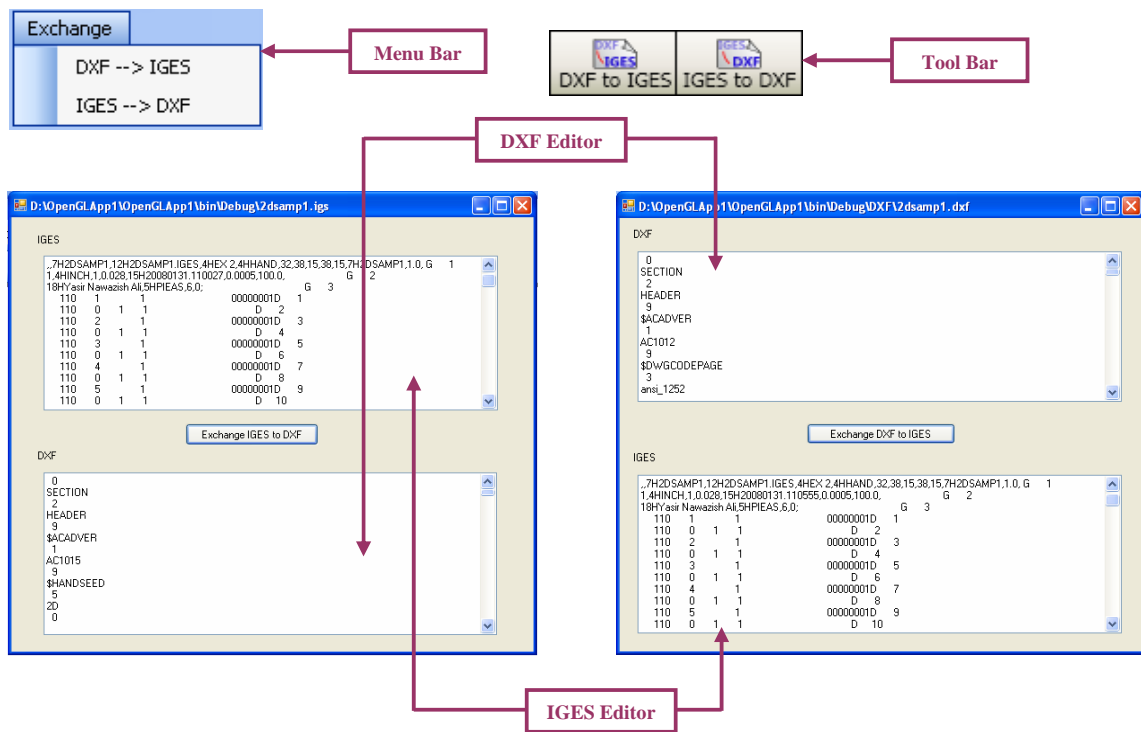 Exchange
DXF --> IGES
IGES --> DXF
Menu Bar
DXF
IGES
DXF to IGES
IGES
DXF
IGES to DXF
Tool Bar
DXF Editor
D:\OpenGLApp1\OpenGLApp1\bin\Debug\2dsamp1.igs
IGES
,,7H2DSAMP1,12H2DSAMP1.IGES,4HEX 2,4HHAND,32,38,15,38,15,7H2DSAMP1,1.0, G 1
1,4HINCH,1,0.028,15H20080131.110027,0.0005,100.0, G 2
18HYasir Nawazish Ali,5HPIEAS,6,0; G 3
110 1 1 00000001D 1
110 0 1 1 D 2
110 2 1 00000001D 3
110 0 1 1 D 4
110 3 1 00000001D 5
110 0 1 1 D 6
110 4 1 00000001D 7
110 0 1 1 D 8
110 5 1 00000001D 9
110 0 1 1 D 10
Exchange IGES to DXF
DXF
0
SECTION
2
HEADER
9
$ACADVER
1
AC1015
9
$HANDSEED
5
2D
0
D:\OpenGLApp1\OpenGLApp1\bin\Debug\DXF\2dsamp1.dxf
DXF
0
SECTION
2
HEADER
9
$ACADVER
1
AC1012
9
$DWGCODEPAGE
3
ansi_1252
Exchange DXF to IGES
IGES
,,7H2DSAMP1,12H2DSAMP1.IGES,4HEX 2,4HHAND,32,38,15,38,15,7H2DSAMP1,1.0, G 1
1,4HINCH,1,0.028,15H20080131.110555,0.0005,100.0, G 2
18HYasir Nawazish Ali,5HPIEAS,6,0; G 3
110 1 1 00000001D 1
110 0 1 1 D 2
110 2 1 00000001D 3
110 0 1 1 D 4
110 3 1 00000001D 5
110 0 1 1 D 6
110 4 1 00000001D 7
110 0 1 1 D 8
110 5 1 00000001D 9
110 0 1 1 D 10
IGES Editor